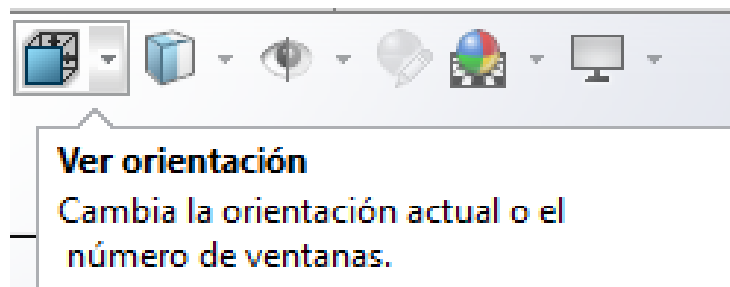 Ver orientación
Cambia la orientación actual o el
número de ventanas.